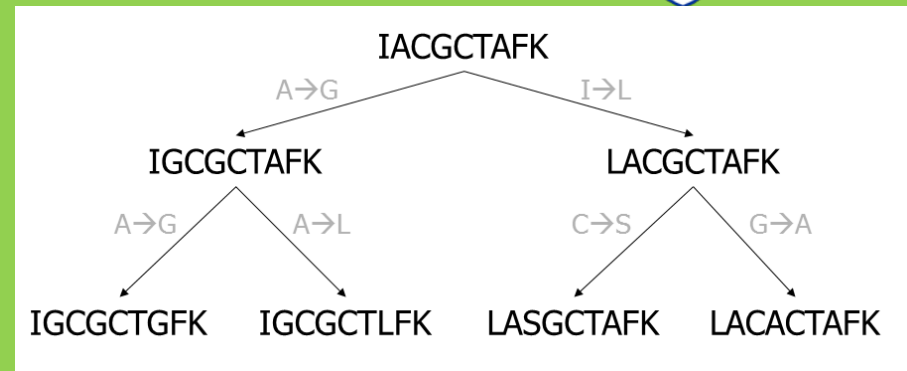 IACGCTAFK
A→G I→L
IGCGCTAFK LACGCTAFK
A→G A→L C→S G→A
IGCGCTGFK IGCGCTLFK LASGCTAFK LACACTAFK